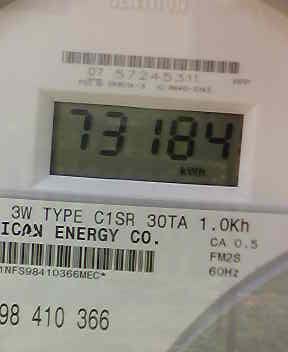 07 57245311
73184
kWh
3W TYPE C1SR 30TA 1.0Kh
ICAN ENERGY CO.
CA 0.5
FM2S
60Hz
1NFS98410366MEC*
98 410 366